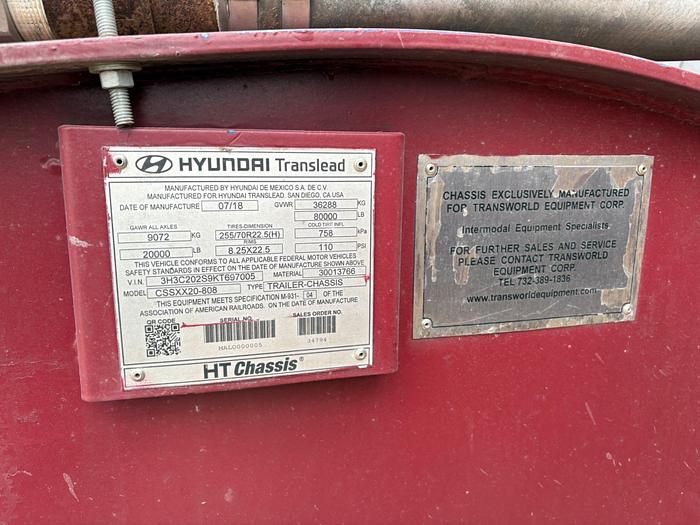 HYUNDAI Translead
MANUFACTURED BY HYUNDAI DE MEXICO S.A. DE C.V.
MANUFACTURED FOR HYUNDAI TRANSLEAD. SAN DIEGO, CA USA
DATE OF MANUFACTURE 07/18 GVWR 36288 KG
80000 LB
GAWR ALL AXLES TIRES-DIMENSION COLD TIRE INFL
9072 KG 255/70R22.5(H) 758 kPa
RIMS
20000 LB 8.25X22.5 110 PSI
THIS VEHICLE CONFORMS TO ALL APPLICABLE FEDERAL MOTOR VEHICLES
SAFETY STANDARDS IN EFFECT ON THE DATE OF MANUFACTURE SHOWN ABOVE
V.I.N. 3H3C202S9KT697005 MATERIAL 30013766
MODEL CSSXX20-808 TYPE TRAILER-CHASSIS
THIS EQUIPMENT MEETS SPECIFICATION M-931- 04 OF THE
ASSOCIATION OF AMERICAN RAILROADS. ON THE DATE OF MANUFACTURE
QR CODE SERIAL NO. SALES ORDER NO.
MAL0000005 34794
HT Chassis®
CHASSIS EXCLUSIVELY MANUFACTURED
FOR TRANSWORLD EQUIPMENT CORP.
Intermodal Equipment Specialists
FOR FURTHER SALES AND SERVICE
PLEASE CONTACT TRANSWORLD
EQUIPMENT CORP.
TEL 732-389-1836
www.transworldequipment.com